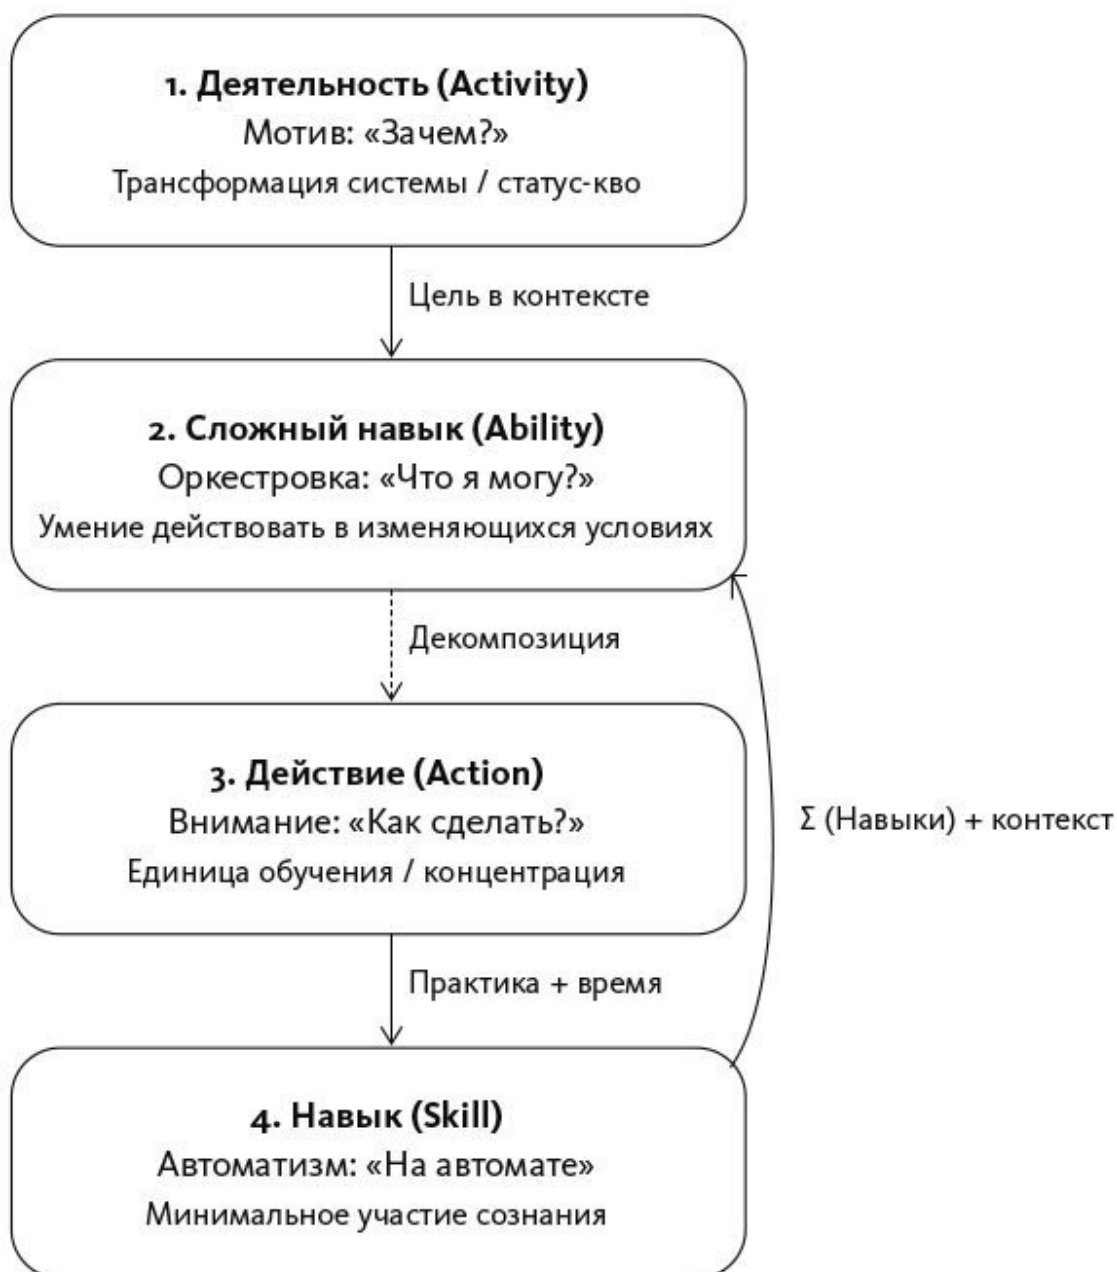 1. Деятельность (Activity)
Мотив: «Зачем?»
Трансформация системы / статус-кво
Цель в контексте
2. Сложный навык (Ability)
Оркестровка: «Что я могу?»
Умение действовать в изменяющихся условиях
Декомпозиция
3. Действие (Action)
Внимание: «Как сделать?»
Единица обучения / концентрация
Σ (Навыки) + контекст
Практика + время
4. Навык (Skill)
Автоматизм: «На автомате»
Минимальное участие сознания